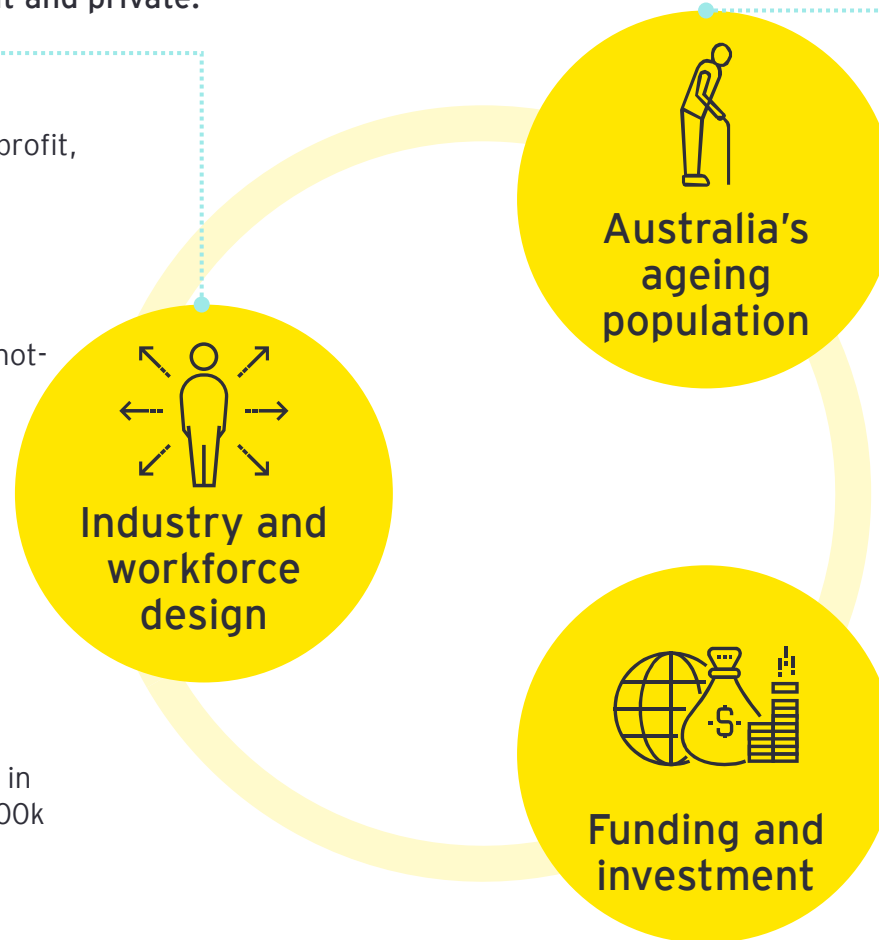 and private.
profit,
not-
in
00k
Australia's
ageing
population
Industry and
workforce
design
$
Funding and
investment